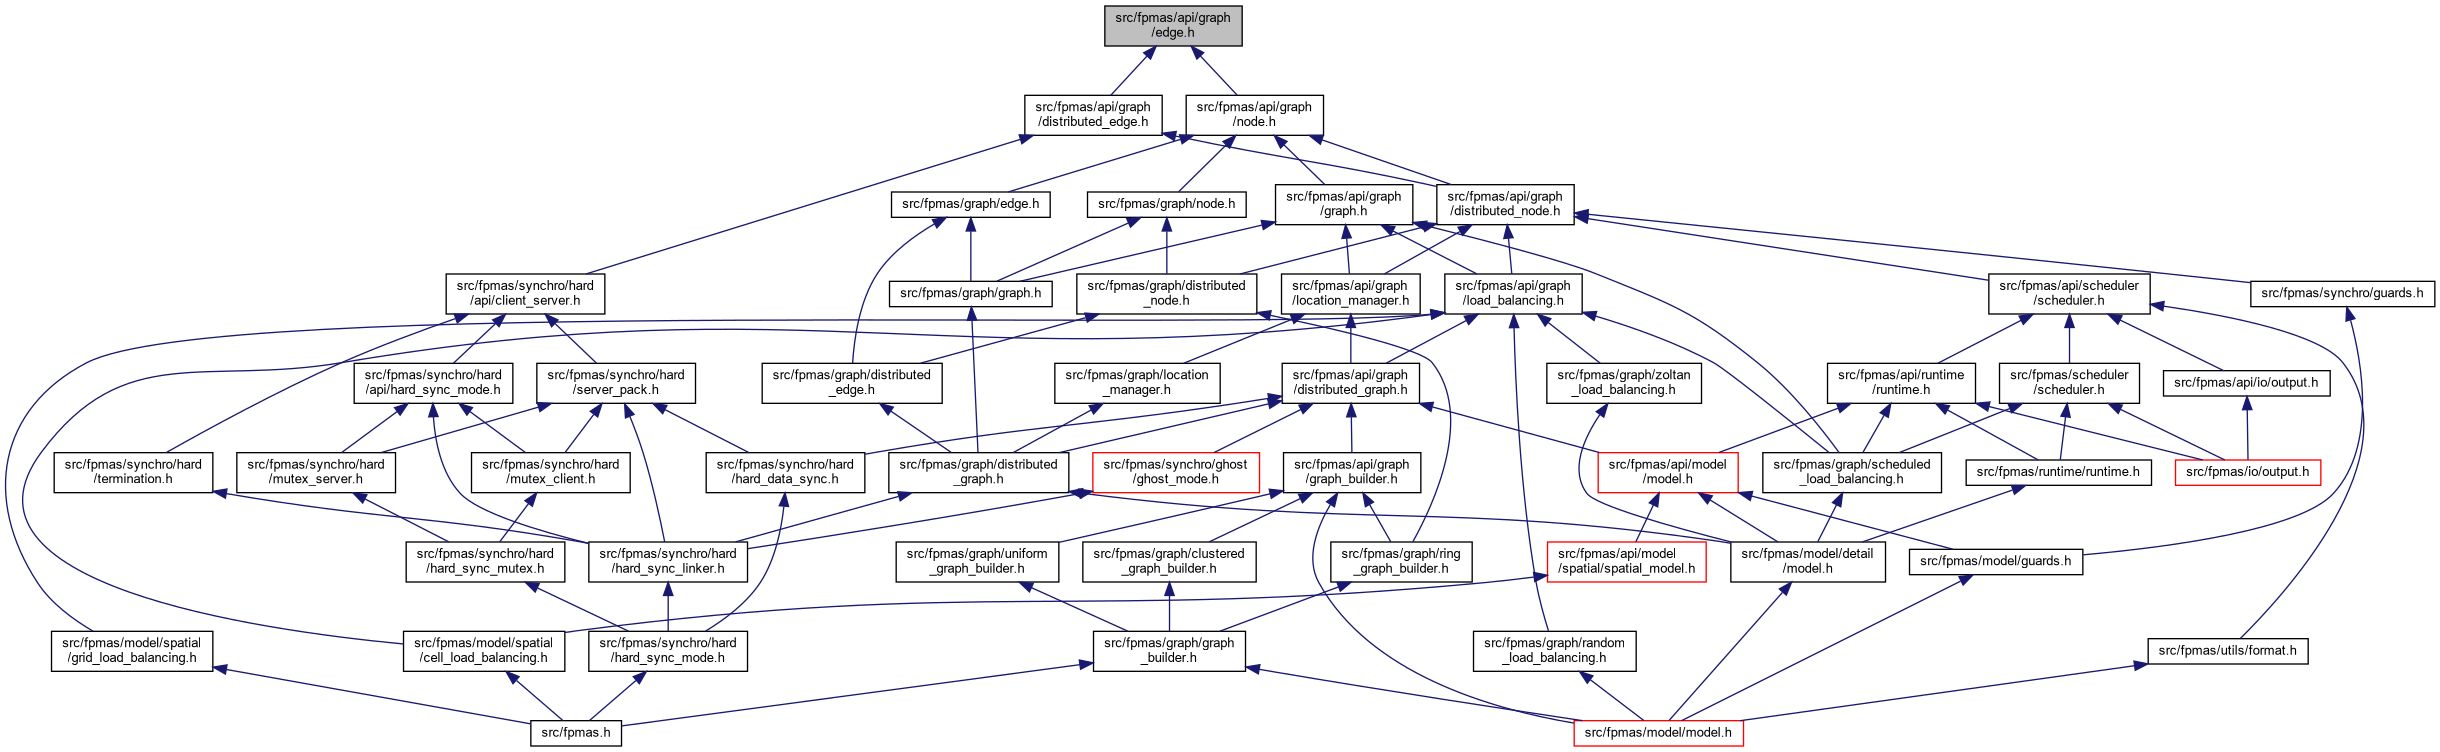 src/fpmas/api/graph
/edge.h
src/fpmas/api/graph
/distributed_edge.h
src/fpmas/api/graph
/node.h
src/fpmas/graph/edge.h
src/fpmas/graph/node.h
src/fpmas/api/graph
/graph.h
src/fpmas/api/graph
/distributed_node.h
src/fpmas/synchro/hard
/api/client_server.h
src/fpmas/graph/graph.h
src/fpmas/graph/distributed
_node.h
src/fpmas/api/graph
/location_manager.h
src/fpmas/api/graph
/load_balancing.h
src/fpmas/api/scheduler
/scheduler.h
src/fpmas/synchro/guards.h
src/fpmas/synchro/hard
/api/hard_sync_mode.h
src/fpmas/synchro/hard
/server_pack.h
src/fpmas/graph/distributed
_edge.h
src/fpmas/graph/location
_manager.h
src/fpmas/api/graph
/distributed_graph.h
src/fpmas/graph/zoltan
_load_balancing.h
src/fpmas/api/runtime
/runtime.h
src/fpmas/scheduler
/scheduler.h
src/fpmas/api/io/output.h
src/fpmas/synchro/hard
/termination.h
src/fpmas/synchro/hard
/mutex_server.h
src/fpmas/synchro/hard
/mutex_client.h
src/fpmas/synchro/hard
/hard_data_sync.h
src/fpmas/graph/distributed
_graph.h
src/fpmas/synchro/ghost
/ghost_mode.h
src/fpmas/api/graph
/graph_builder.h
src/fpmas/api/model
/model.h
src/fpmas/graph/scheduled
_load_balancing.h
src/fpmas/runtime/runtime.h
src/fpmas/io/output.h
src/fpmas/synchro/hard
/hard_sync_mutex.h
src/fpmas/synchro/hard
/hard_sync_linker.h
src/fpmas/graph/uniform
_graph_builder.h
src/fpmas/graph/clustered
_graph_builder.h
src/fpmas/graph/ring
_graph_builder.h
src/fpmas/api/model
/spatial/spatial_model.h
src/fpmas/model/detail
/model.h
src/fpmas/model/guards.h
src/fpmas/model/spatial
/grid_load_balancing.h
src/fpmas/model/spatial
/cell_load_balancing.h
src/fpmas/synchro/hard
/hard_sync_mode.h
src/fpmas/graph/graph
_builder.h
src/fpmas/graph/random
_load_balancing.h
src/fpmas/utils/format.h
src/fpmas.h
src/fpmas/model/model.h